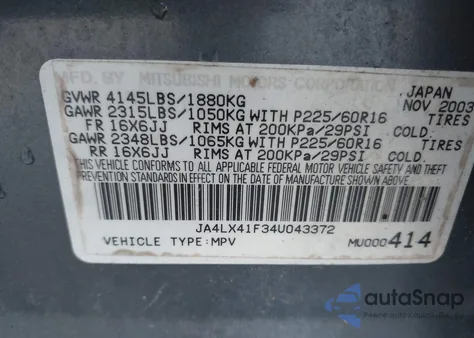 MFD. BY MITSUBISHI MOTORS CORPORATION JAPAN
GVWR 4145LBS/1880KG NOV 2003
GAWR 2315LBS/1050KG WITH P225/60R16 TIRES
FR 16X6JJ RIMS AT 200KPa/29PSI COLD.
GAWR 2348LBS/1065KG WITH P225/60R16 TIRES
RR 16X6JJ RIMS AT 200KPa/29PSI COLD.
THIS VEHICLE CONFORMS TO ALL APPLICABLE FEDERAL MOTOR VEHICLE SAFETY AND
THEFT PREVENTION STANDARDS IN EFFECT ON THE DATE OF MANUFACTURE SHOWN ABOVE.
JA4LX41F34U043372
VEHICLE TYPE:MPV MU000414
autoSnap